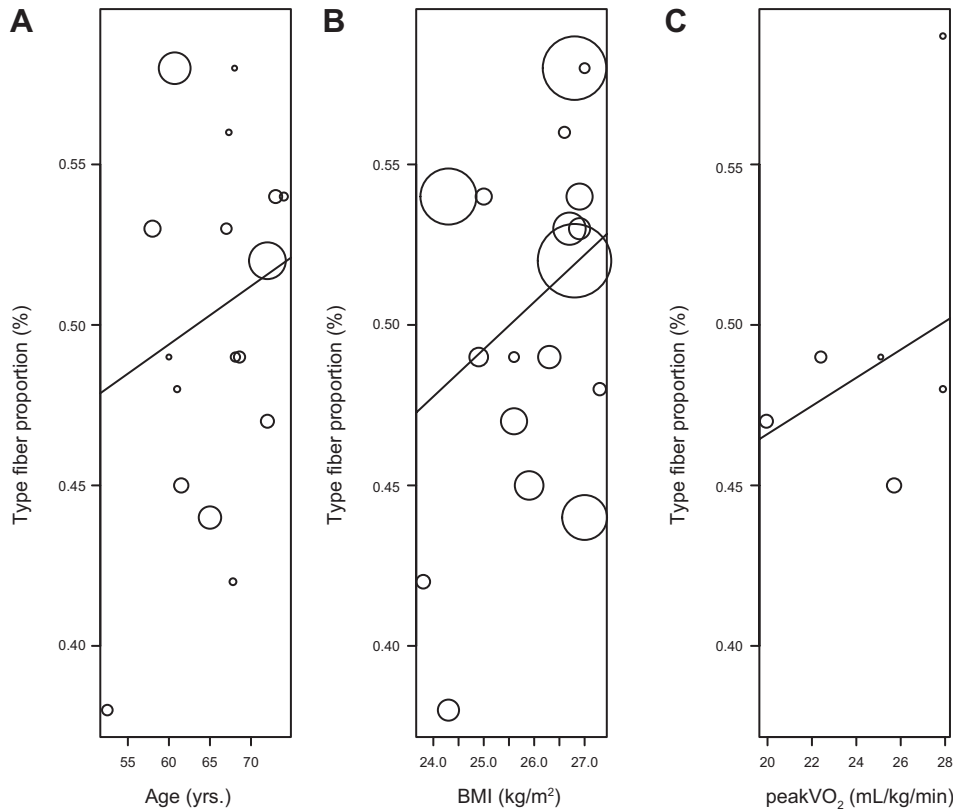 A
Type fiber proportion (%)
0.55
0.50
0.45
0.40
55 60 65 70
Age (yrs.)
B
Type fiber proportion (%)
0.55
0.50
0.45
0.40
24.0 25.0 26.0 27.0
BMI (kg/m²)
C
Type fiber proportion (%)
0.55
0.50
0.45
0.40
20 22 24 26 28
peakVO₂ (mL/kg/min)